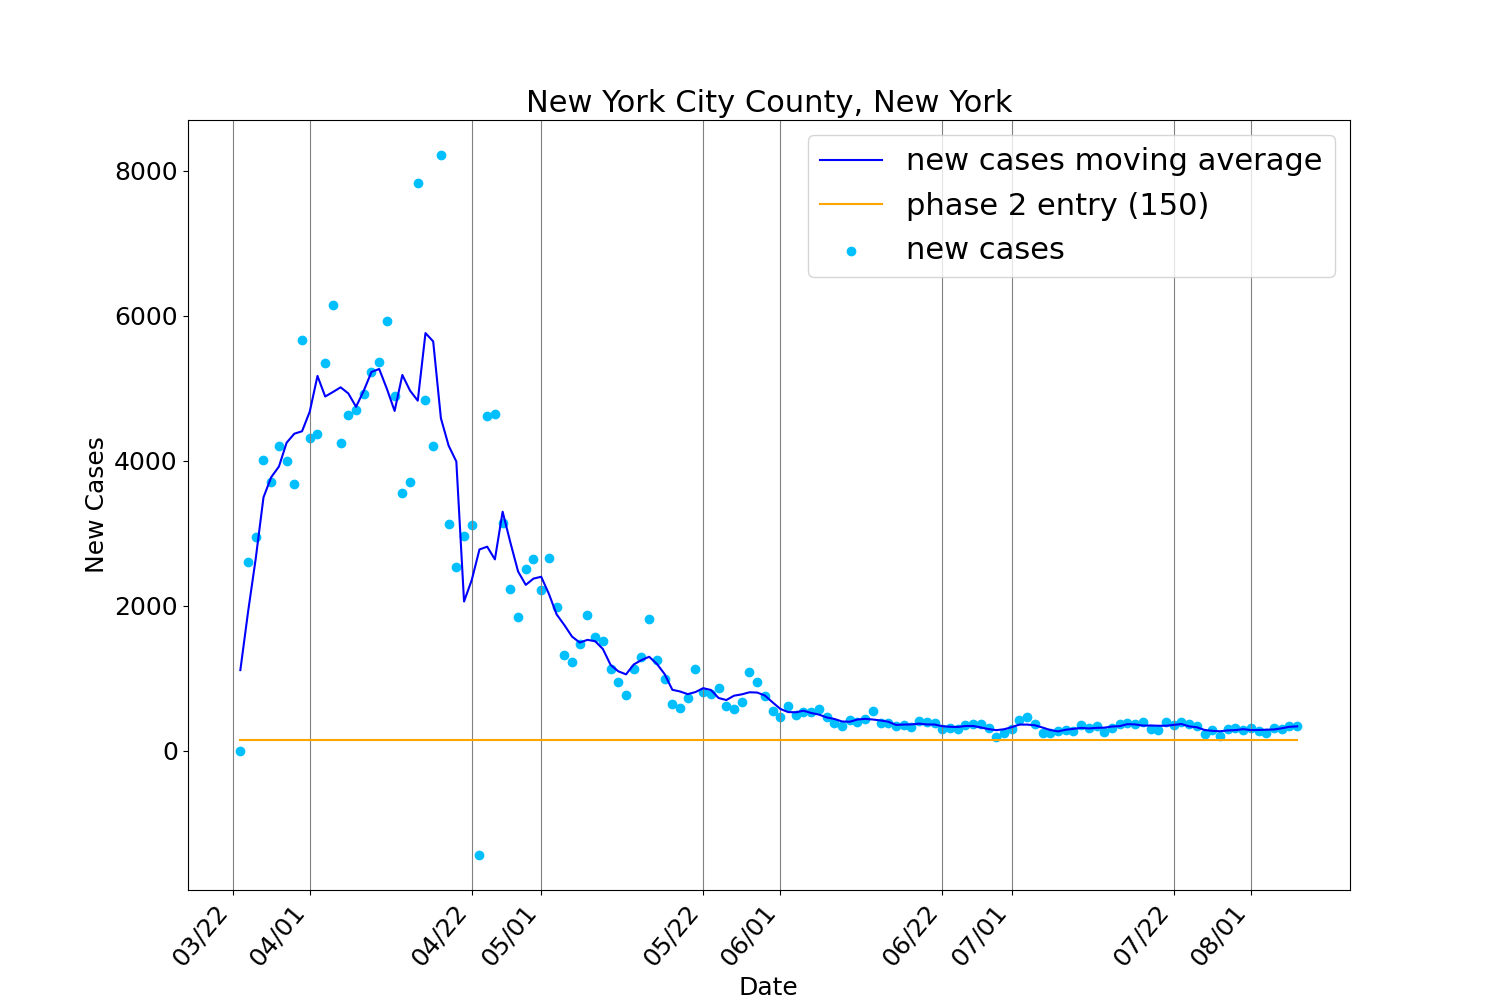 New York City County, New York
new cases moving average
phase 2 entry (150)
new cases
8000
6000
4000
2000
0
New Cases
03/22 04/01 04/22 05/01 05/22 06/01 06/22 07/01 07/22 08/01
Date